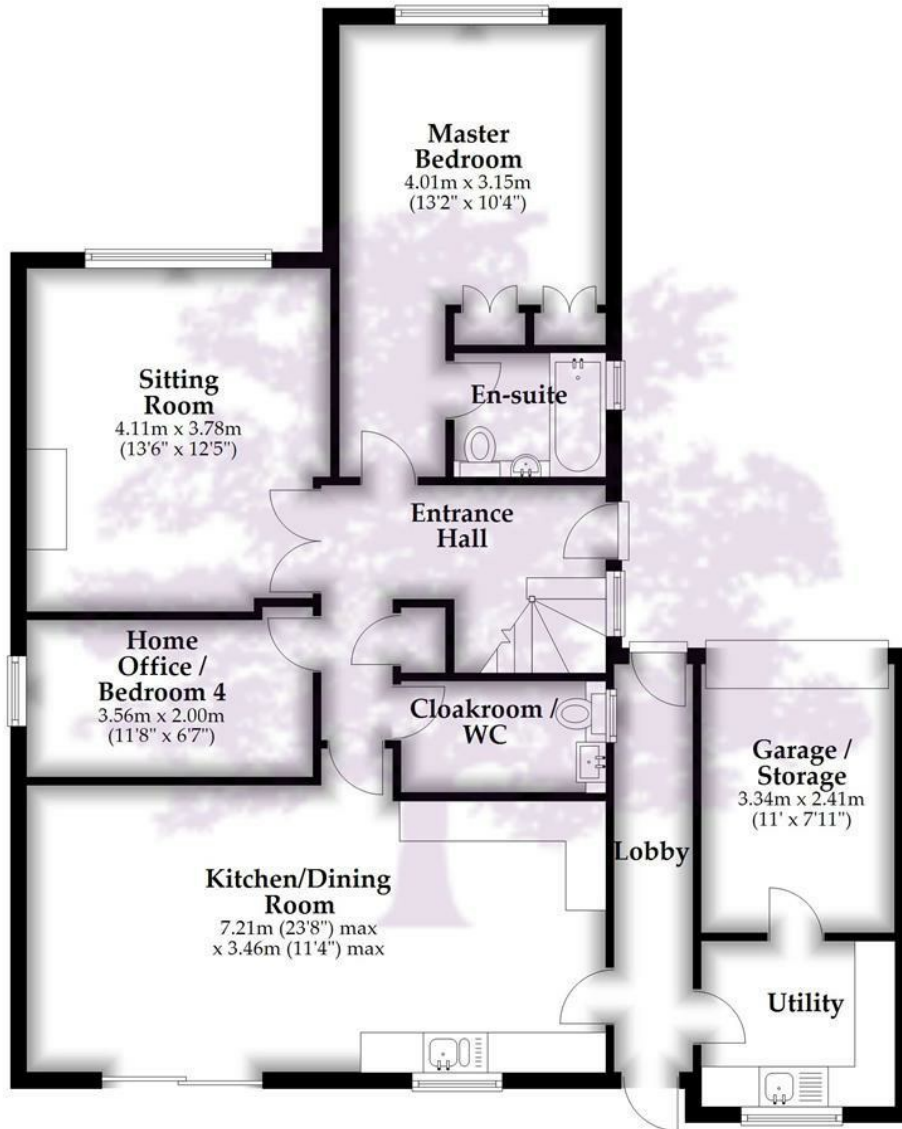 Master
Bedroom
4.01m x 3.15m
(13'2" x 10'4")
Sitting
Room
4.11m x 3.78m
(13'6" x 12'5")
En-suite
Entrance
Hall
Home
Office /
Bedroom 4
3.56m x 2.00m
(11'8" x 6'7")
Cloakroom /
WC
Garage /
Storage
3.34m x 2.41m
(11' x 7'11")
Lobby
Kitchen/Dining
Room
7.21m (23'8") max
x 3.46m (11'4") max
Utility